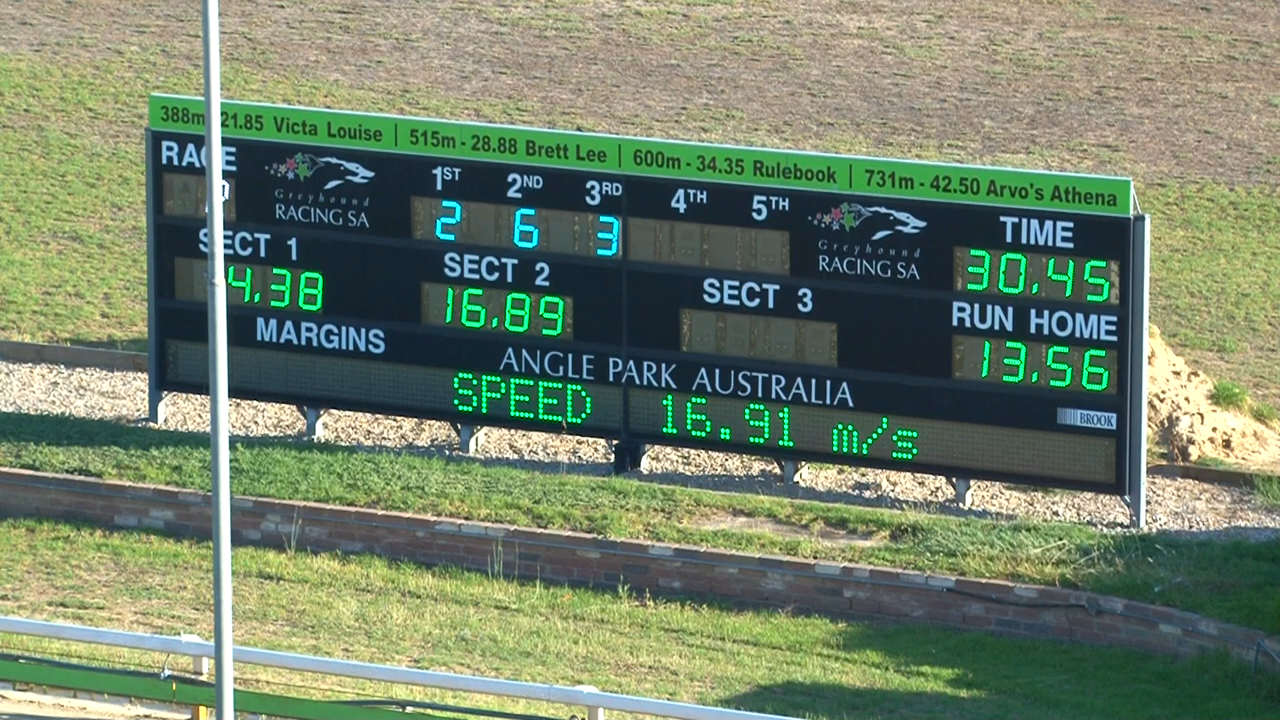 388m 21.85 Victa Louise | 515m - 28.88 Brett Lee | 600m - 34.35 Rulebook | 731m - 42.50 Arvo's Athena
RACE
Greyhound
RACING SA
1ST 2ND 3RD 4TH 5TH
2 6 3
Greyhound
RACING SA
TIME
30.45
SECT 1
4.38
SECT 2
16.89
SECT 3
RUN HOME
13.56
MARGINS
ANGLE PARK AUSTRALIA
BROOK
SPEED 16.91 m/s